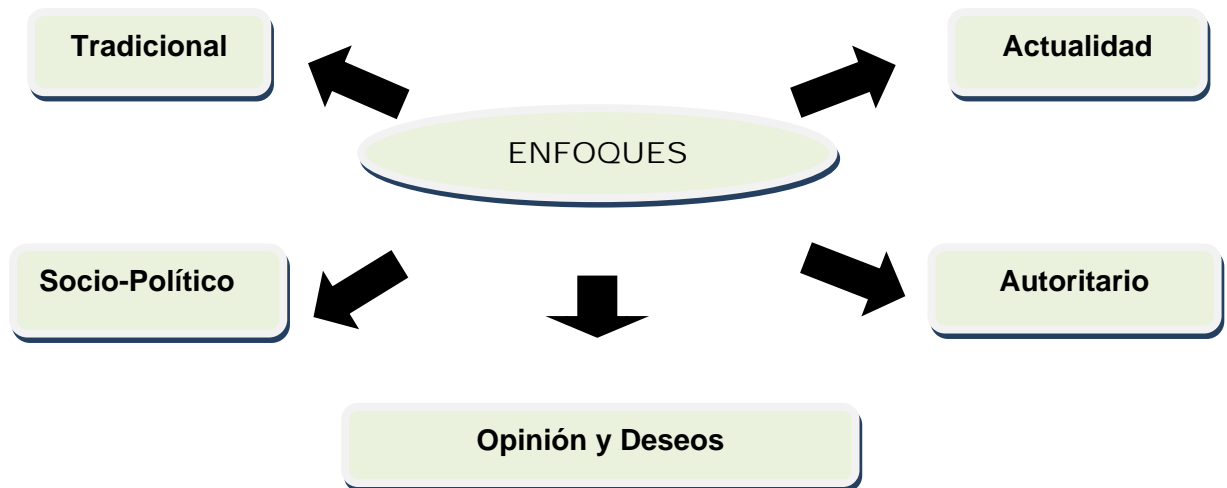 Tradicional
Actualidad
ENFOQUES
Socio-Político
Autoritario
Opinión y Deseos